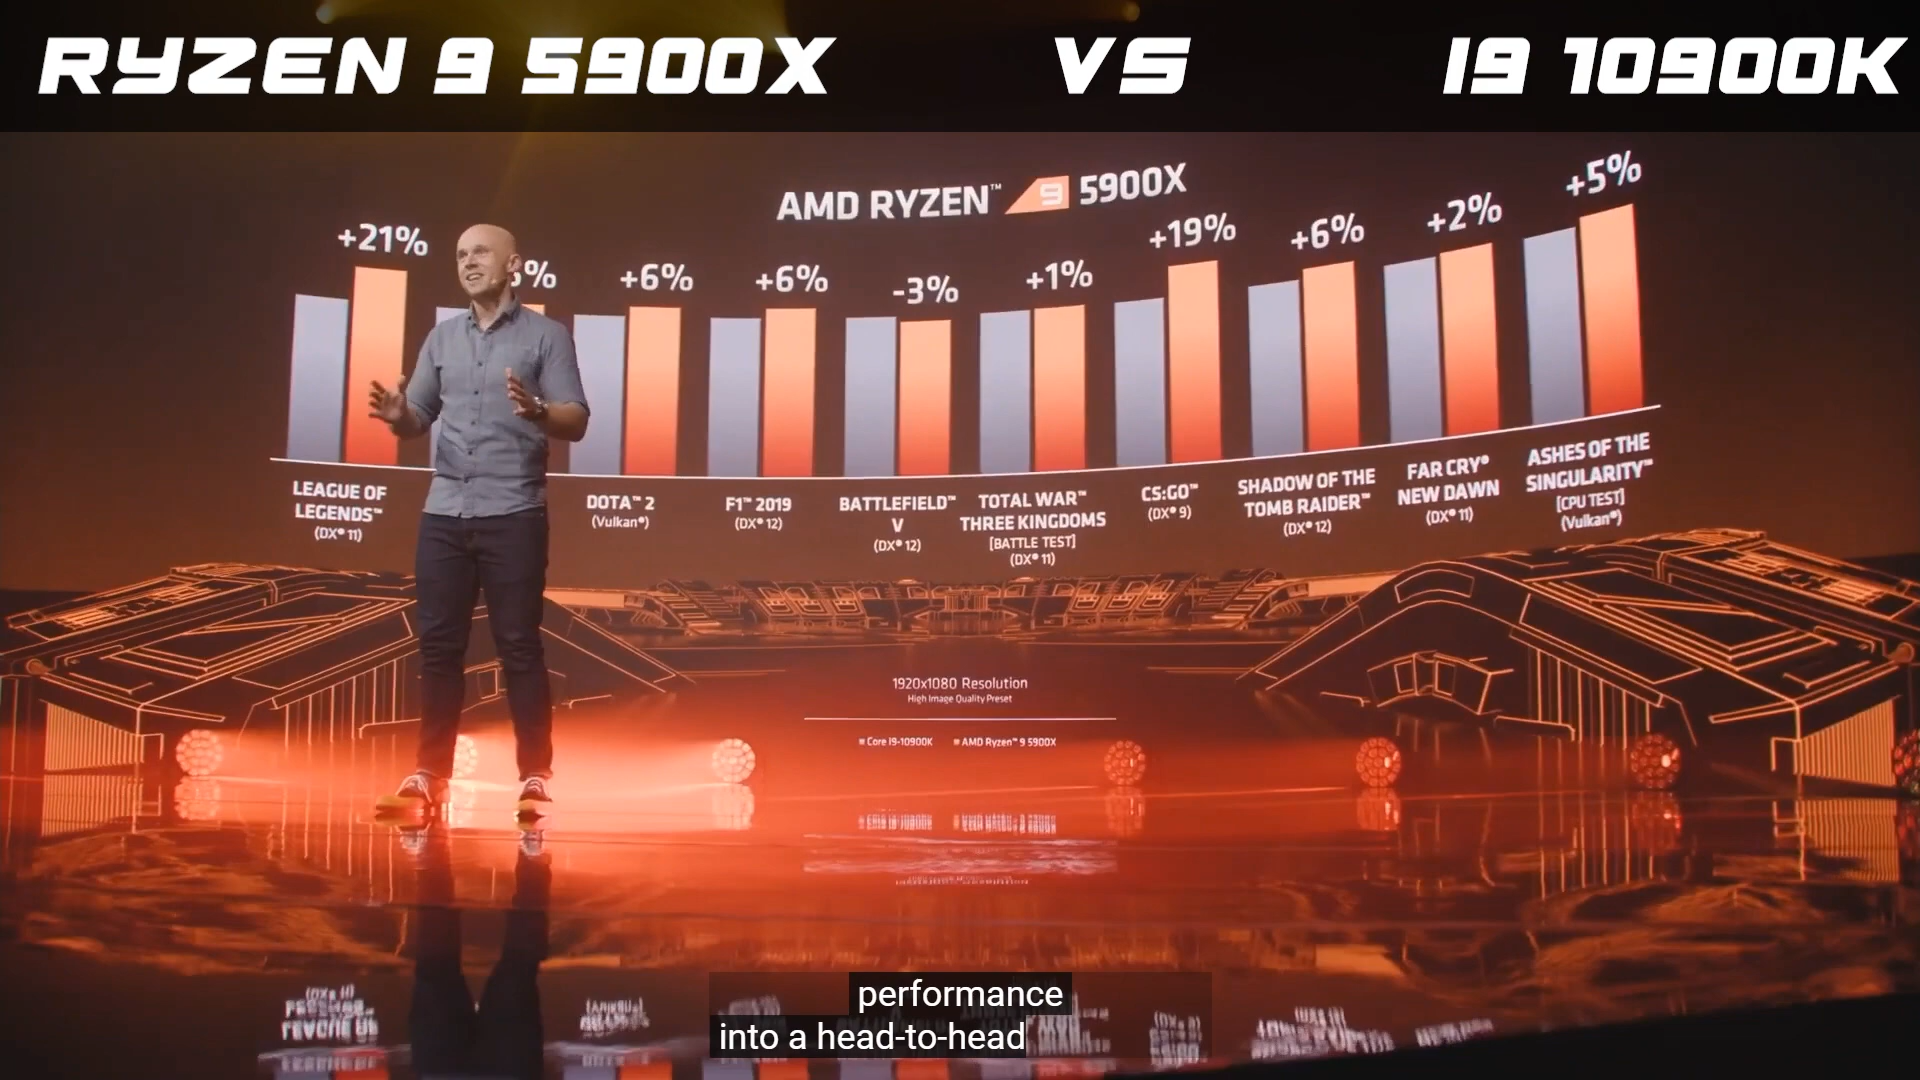 RYZEN 9 5900X VS I9 10900K
AMD RYZEN™ 9 5900X
+21%
+6%
+6%
-3%
+1%
+19%
+6%
+2%
+5%
LEAGUE OF
LEGENDS™
(DX® 11)
DOTA™ 2
(Vulkan®)
F1™ 2019
(DX® 12)
BATTLEFIELD™
V
(DX® 12)
TOTAL WAR™
THREE KINGDOMS
[BATTLE TEST]
(DX® 11)
CS:GO™
(DX® 9)
SHADOW OF THE
TOMB RAIDER™
(DX® 12)
FAR CRY®
NEW DAWN
(DX® 11)
ASHES OF THE
SINGULARITY™
[CPU TEST]
(Vulkan®)
1920x1080 Resolution
High Image Quality Preset
Core i9-10900K AMD Ryzen™ 9 5900X
performance
into a head-to-head